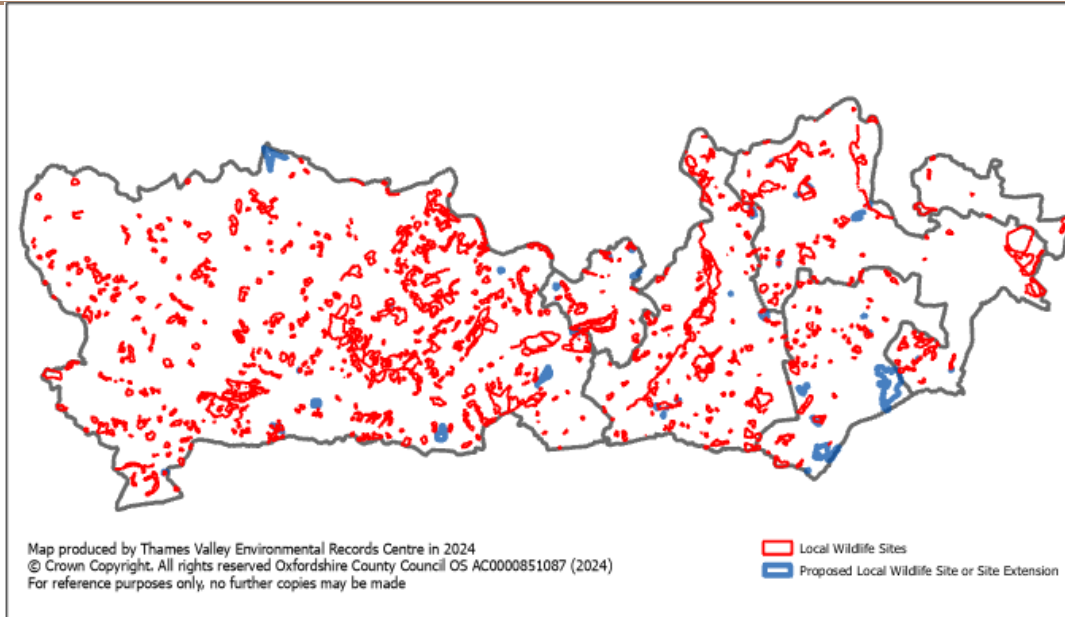 Map produced by Thames Valley Environmental Records Centre in 2024
© Crown Copyright. All rights reserved Oxfordshire County Council OS AC0000851087 (2024)
For reference purposes only, no further copies may be made
Local Wildlife Sites
Proposed Local Wildlife Site or Site Extension